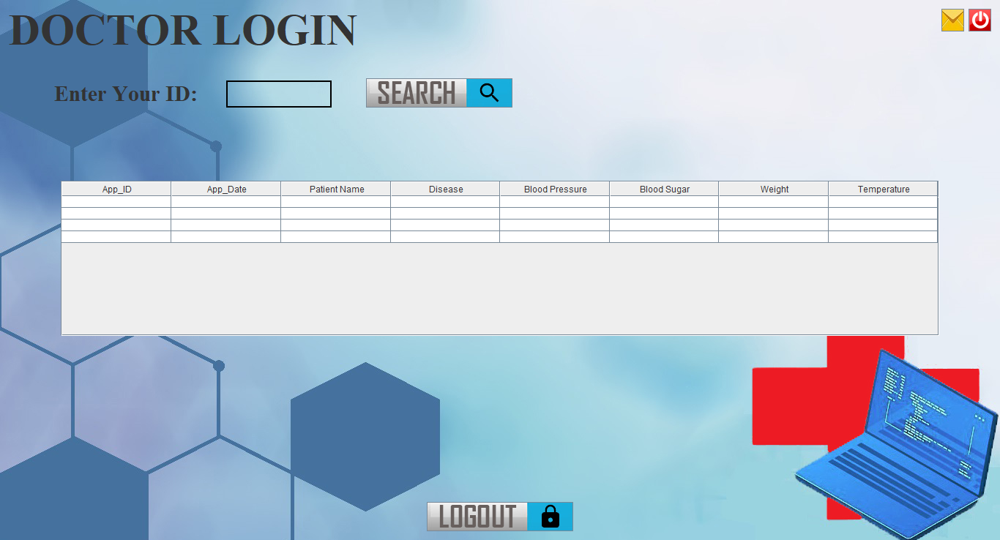 DOCTOR LOGIN
Enter Your ID:
SEARCH
App_ID App_Date Patient Name Disease Blood Pressure Blood Sugar Weight Temperature
LOGOUT